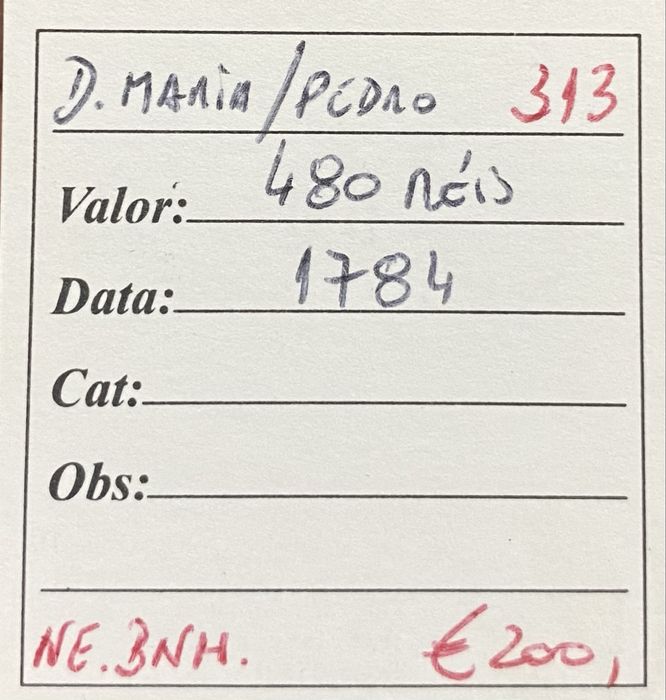 D. MARIA/PEDRO 313
Valor: 480 RÉIS
Data: 1784
Cat:
Obs:
NE.BNH. €200,